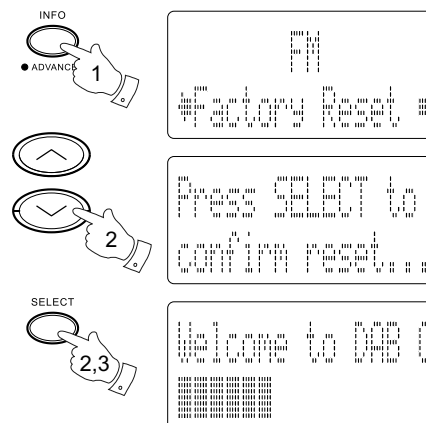 INFO
● ADVANCE
1
FM
Factory Reset
2
Press SELECT to
confirm reset...
SELECT
2,3
Welcome to DAB